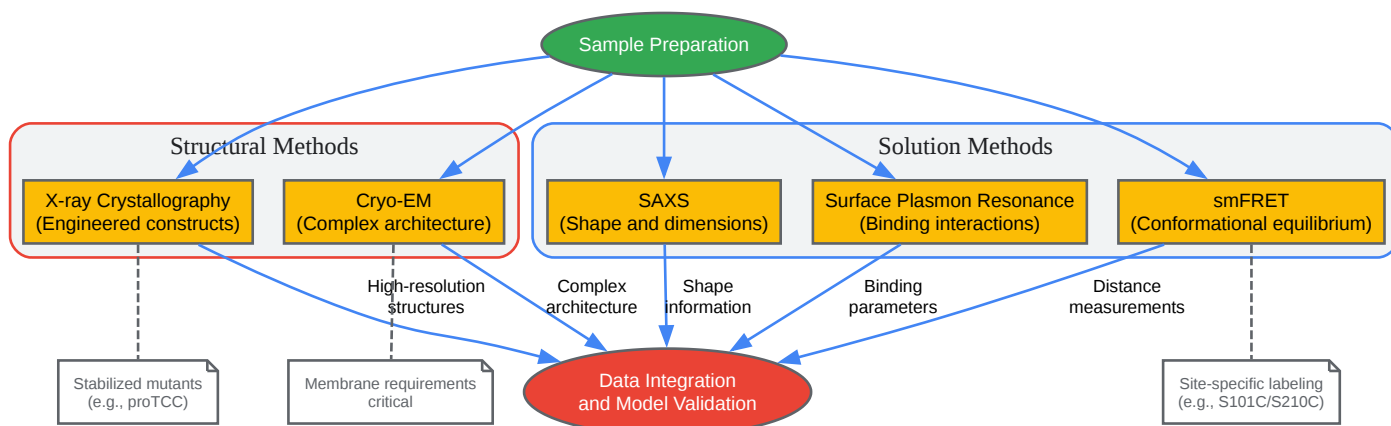 Sample Preparation
Structural Methods
Solution Methods
X-ray Crystallography
(Engineered constructs)
Cryo-EM
(Complex architecture)
SAXS
(Shape and dimensions)
Surface Plasmon Resonance
(Binding interactions)
smFRET
(Conformational equilibrium)
High-resolution
structures
Complex
architecture
Shape
information
Binding
parameters
Distance
measurements
Stabilized mutants
(e.g., proTCC)
Membrane requirements
critical
Data Integration
and Model Validation
Site-specific labeling
(e.g., S101C/S210C)